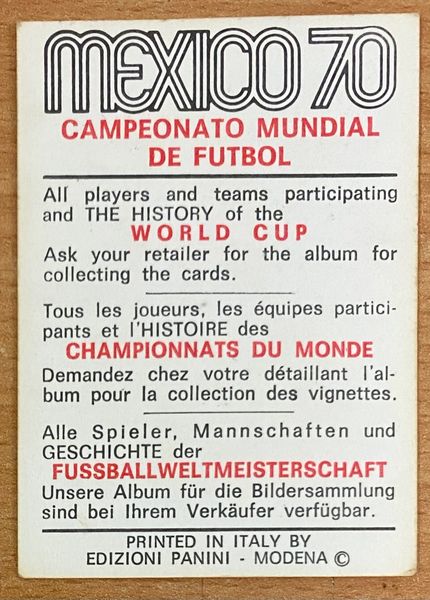 MEXICO 70
CAMPEONATO MUNDIAL
DE FUTBOL
All players and teams participating
and THE HISTORY of the
WORLD CUP
Ask your retailer for the album for
collecting the cards.
Tous les joueurs, les équipes partici-
pants et l'HISTOIRE des
CHAMPIONNATS DU MONDE
Demandez chez votre détaillant l'al-
bum pour la collection des vignettes.
Alle Spieler, Mannschaften und
GESCHICHTE der
FUSSBALLWELTMEISTERSCHAFT
Unsere Album für die Bildersammlung
sind bei Ihrem Verkäufer verfügbar.
PRINTED IN ITALY BY
EDIZIONI PANINI - MODENA ©